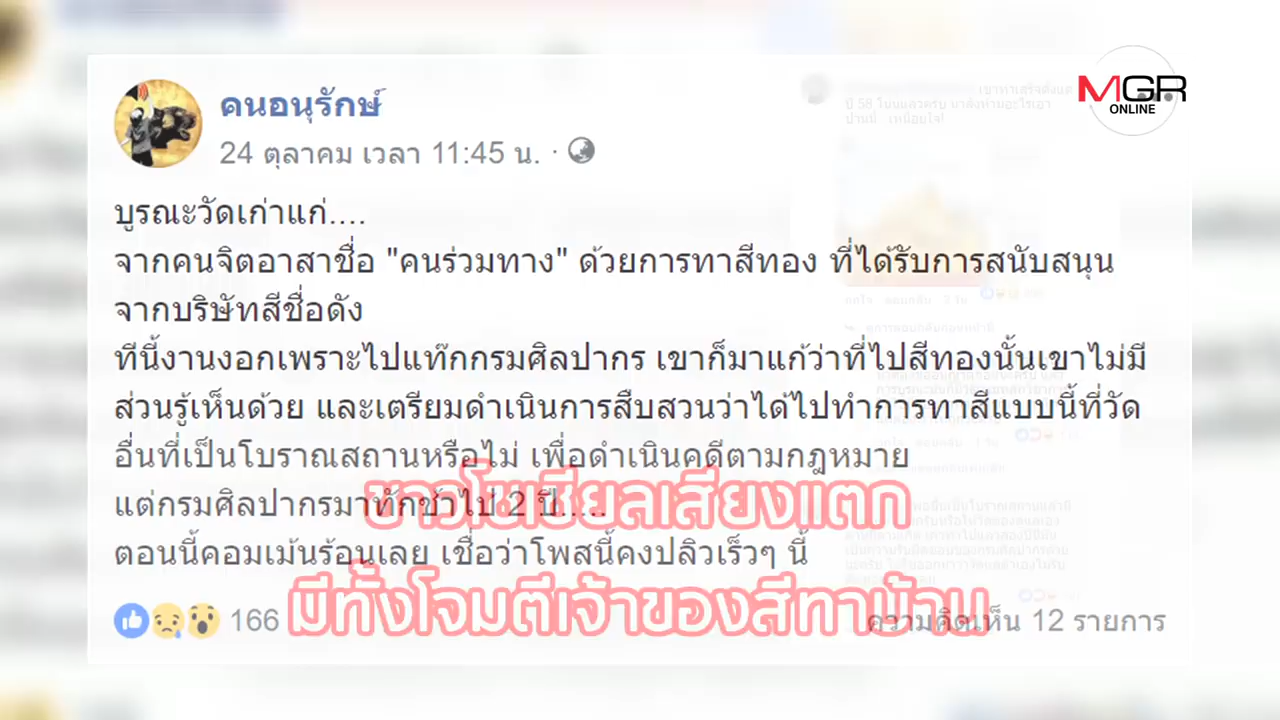 MGR
ONLINE
คนอนุรักษ์
24 ตุลาคม เวลา 11:45 น. ·
บูรณะวัดเก่าแก่....
จากคนจิตอาสาชื่อ "คนร่วมทาง" ด้วยการทาสีทอง ที่ได้รับการสนับสนุน
จากบริษัทสีชื่อดัง
ทีนี้งานงอกเพราะไปแท๊กกรมศิลปากร เขาก็มาแก้ว่าที่ไปสีทองนั้นเขาไม่มี
ส่วนรู้เห็นด้วย และเตรียมดำเนินการสืบสวนว่าได้ไปทำการทาสีแบบนี้ที่วัด
อื่นที่เป็นโบราณสถานหรือไม่ เพื่อดำเนินคดีตามกฎหมาย
แต่กรมศิลปากรมาทักช้าไป 2 ปี.....
ชาวโซเชียลเสียงแตก
ตอนนี้คอมเม้นร้อนเลย เชื่อว่าโพสนี้คงปลิวเร็วๆ นี้
มีทั้งโจมตีเจ้าของสีทาบ้าน
166
ความคิดเห็น 12 รายการ